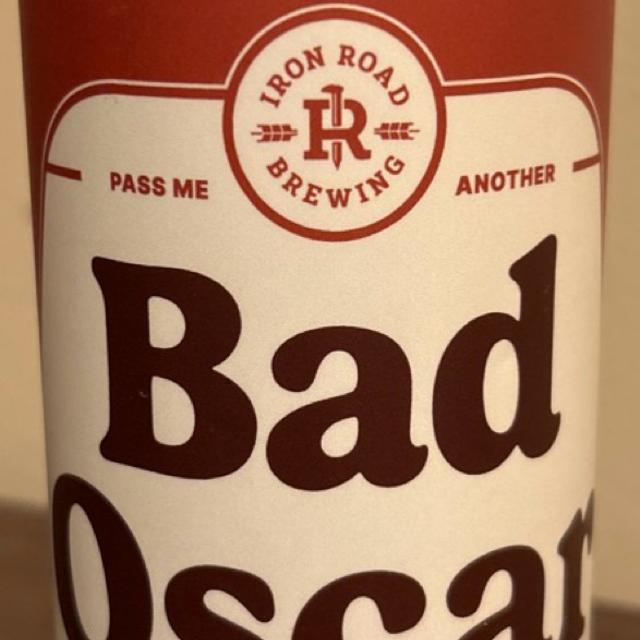 IRON ROAD
IR
BREWING
PASS ME ANOTHER
Bad
Oscar